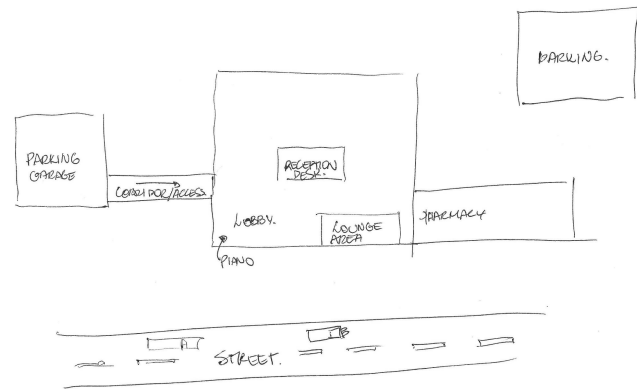 PARKING.
PARKING
GARAGE
CORRIDOR/ACCESS
RECEPTION
DESK.
LOBBY.
LOUNGE
AREA
PHARMACY
PIANO
A
B
STREET.